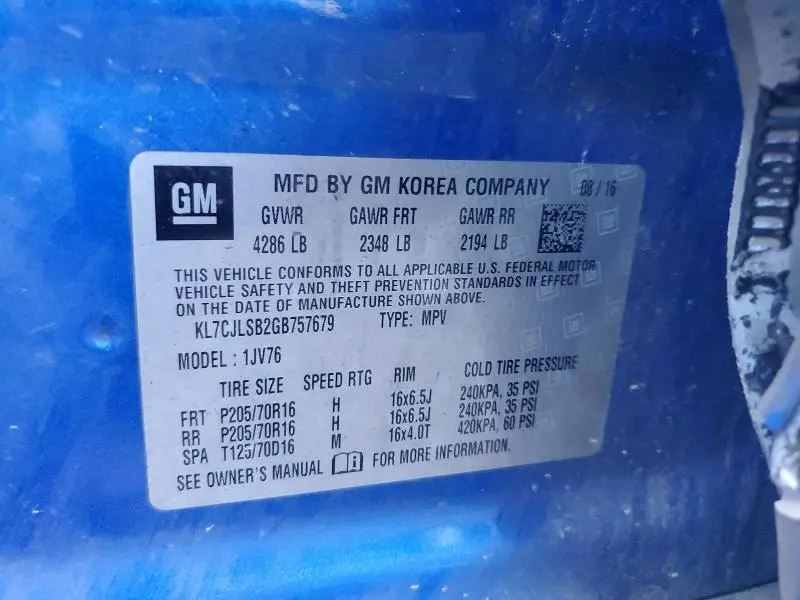 GM
MFD BY GM KOREA COMPANY 08 / 16
GVWR GAWR FRT GAWR RR
4286 LB 2348 LB 2194 LB
THIS VEHICLE CONFORMS TO ALL APPLICABLE U.S. FEDERAL MOTOR
VEHICLE SAFETY AND THEFT PREVENTION STANDARDS IN EFFECT
ON THE DATE OF MANUFACTURE SHOWN ABOVE.
KL7CJLSB2GB757679 TYPE: MPV
MODEL : 1JV76
TIRE SIZE SPEED RTG RIM COLD TIRE PRESSURE
FRT P205/70R16 H 16x6.5J 240KPA, 35 PSI
RR P205/70R16 H 16x6.5J 240KPA, 35 PSI
SPA T125/70D16 M 16x4.0T 420KPA, 60 PSI
SEE OWNER'S MANUAL FOR MORE INFORMATION.